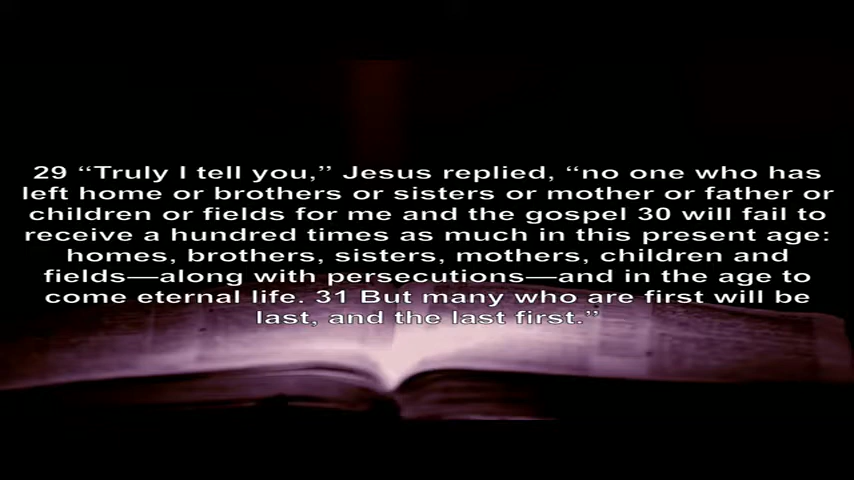 29 “Truly I tell you,” Jesus replied, “no one who has
left home or brothers or sisters or mother or father or
children or fields for me and the gospel 30 will fail to
receive a hundred times as much in this present age:
homes, brothers, sisters, mothers, children and
fields—along with persecutions—and in the age to
come eternal life. 31 But many who are first will be
last, and the last first.”